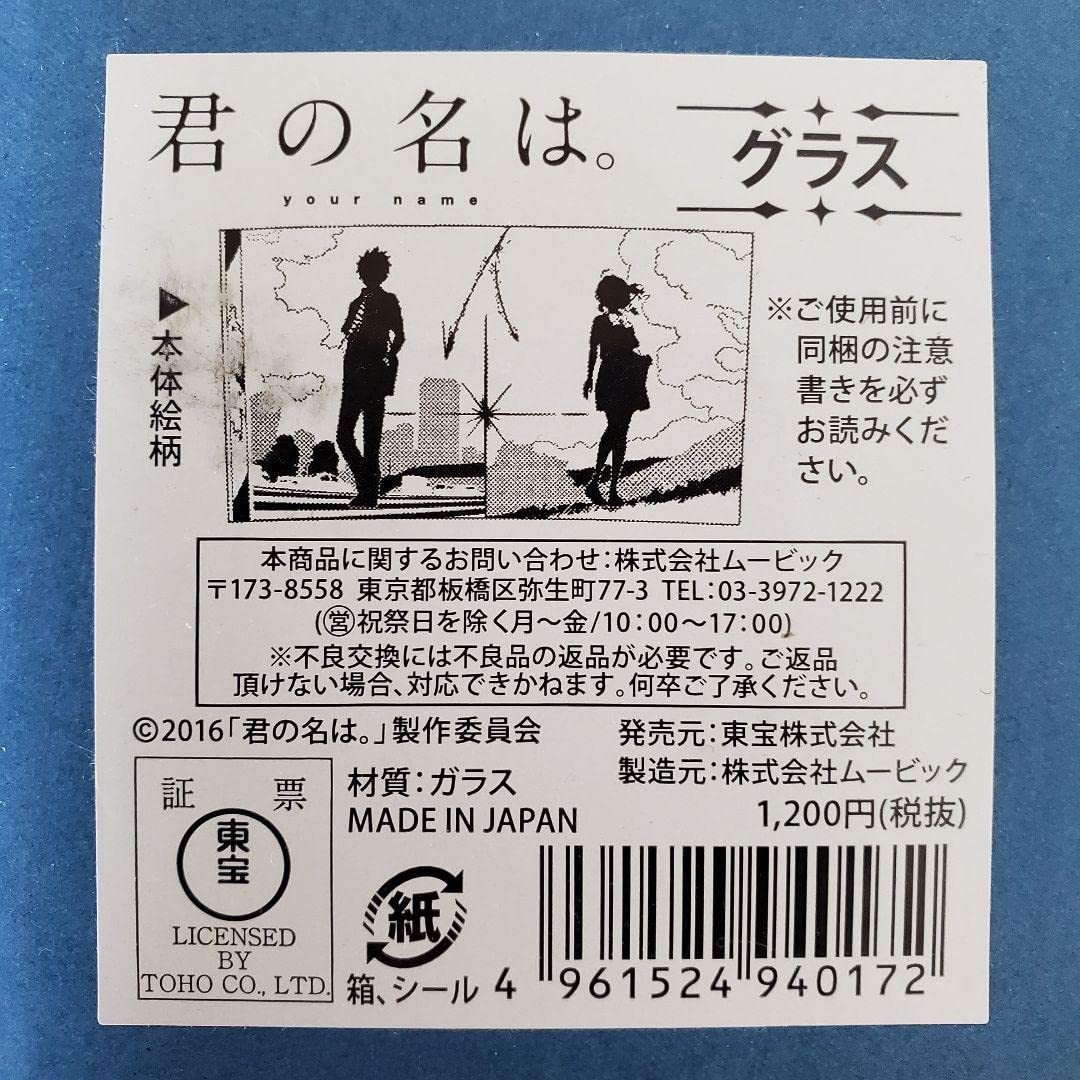 君の名は。
your name
グラス
▶本体絵柄
※ご使用前に
同梱の注意
書きを必ず
お読みくだ
さい。
本商品に関するお問い合わせ:株式会社ムービック
〒173-8558 東京都板橋区弥生町77-3 TEL:03-3972-1222
(㊂祝祭日を除く月～金/10:00～17:00)
※不良交換には不良品の返品が必要です。ご返品
頂けない場合、対応できかねます。何卒ご了承ください。
©2016「君の名は。」製作委員会
発売元:東宝株式会社
製造元:株式会社ムービック
1,200円(税抜)
材質:ガラス
MADE IN JAPAN
証 票
東宝
LICENSED
BY
TOHO CO., LTD.
紙
箱、シール
4 961524 940172